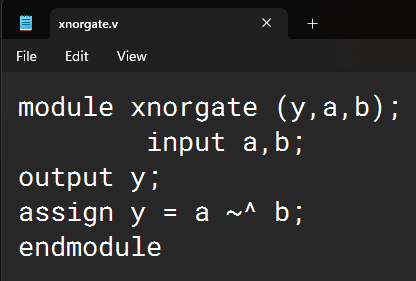 xnorgate.v
File Edit View
module xnorgate (y,a,b);
input a,b;
output y;
assign y = a ~^ b;
endmodule